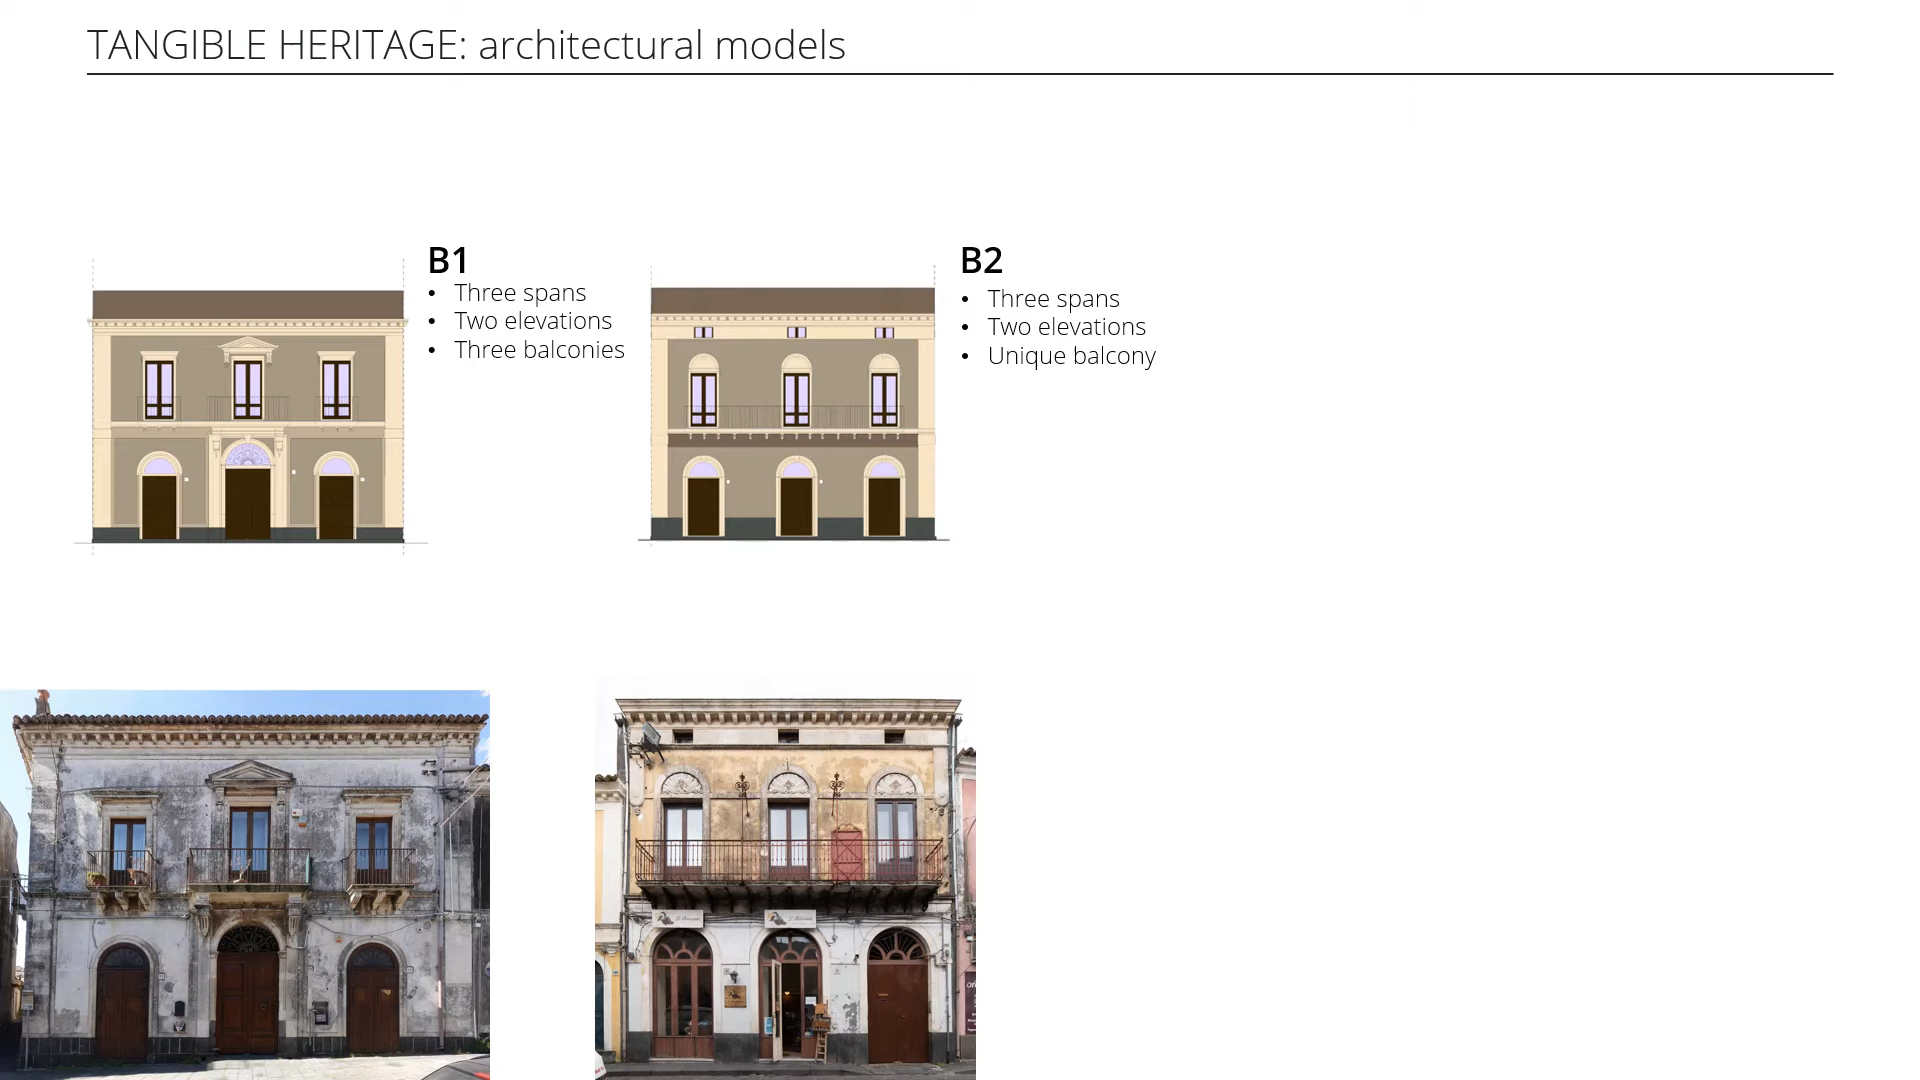 TANGIBLE HERITAGE: architectural models
B1
• Three spans
• Two elevations
• Three balconies
B2
• Three spans
• Two elevations
• Unique balcony